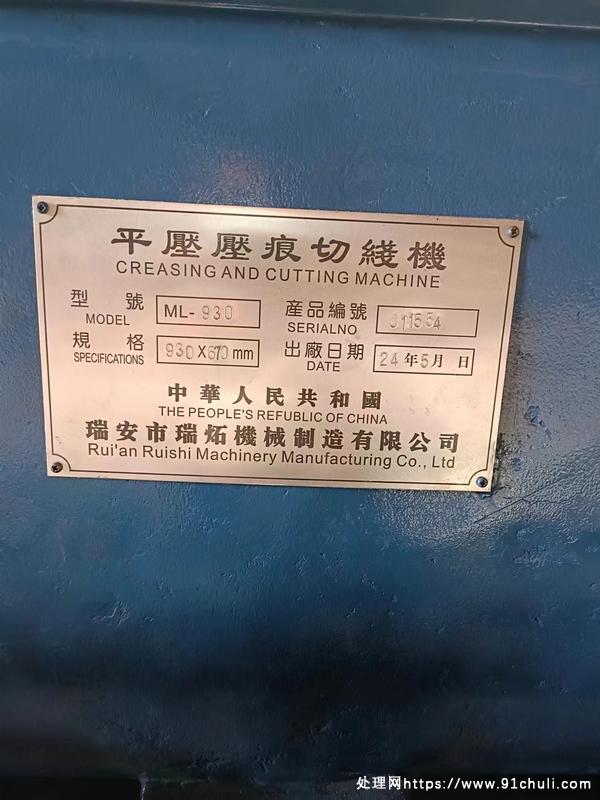 平壓壓痕切綫機
CREASING AND CUTTING MACHINE
型號 ML-930 産品編號
MODEL SERIALNO
規格 930X670mm 出廠日期 24年5月 日
SPECIFICATIONS DATE
中華人民共和國
THE PEOPLE'S REFUBLIC OF CHINA
瑞安市瑞炻機械制造有限公司
Rui'an Ruishi Machinery Manufacturing Co., Ltd
处理网https://www.91chuli.com